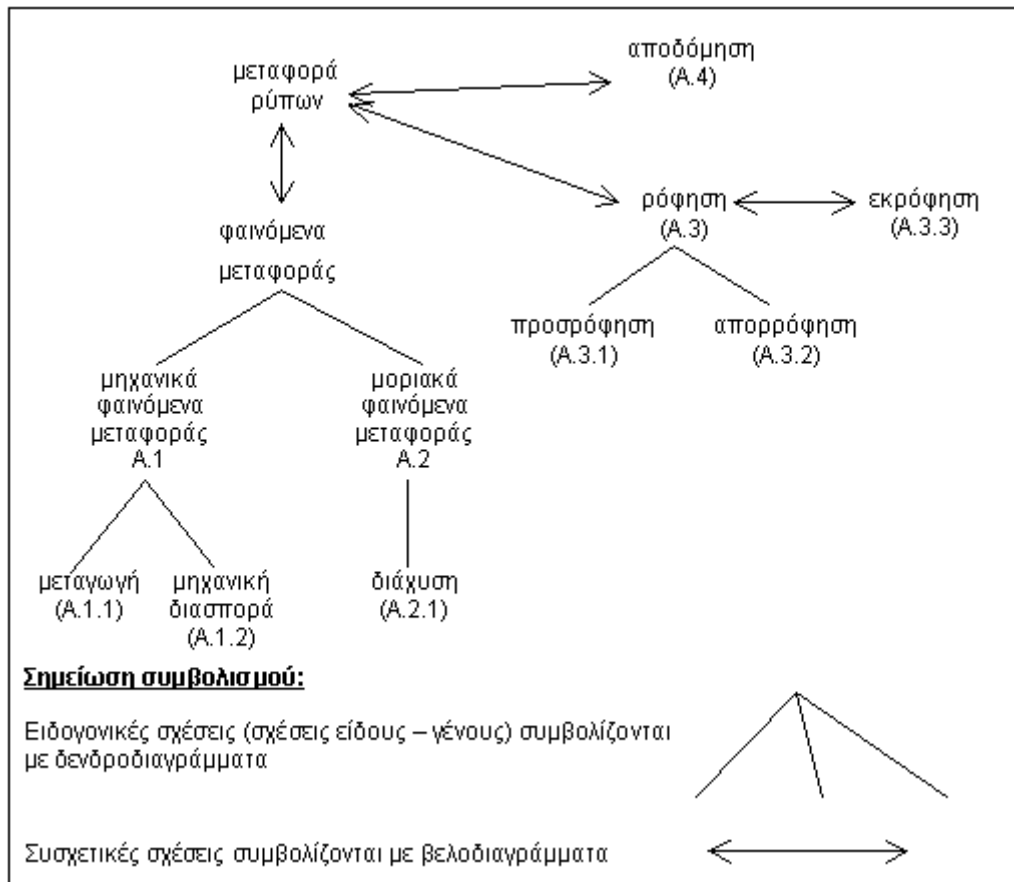 μεταφορά
ρύπων
αποδόμηση
(Α.4)
ρόφηση
(Α.3)
εκρόφηση
(Α.3.3)
φαινόμενα
μεταφοράς
προσρόφηση
(Α.3.1)
απορρόφηση
(Α.3.2)
μηχανικά
φαινόμενα
μεταφοράς
Α.1
μοριακά
φαινόμενα
μεταφοράς
Α.2
μεταγωγή
(Α.1.1)
μηχανική
διασπορά
(Α.1.2)
διάχυση
(Α.2.1)
Σημείωση συμβολισμού:
Ειδογονικές σχέσεις (σχέσεις είδους – γένους) συμβολίζονται
με δενδροδιαγράμματα
Συσχετικές σχέσεις συμβολίζονται με βελοδιαγράμματα